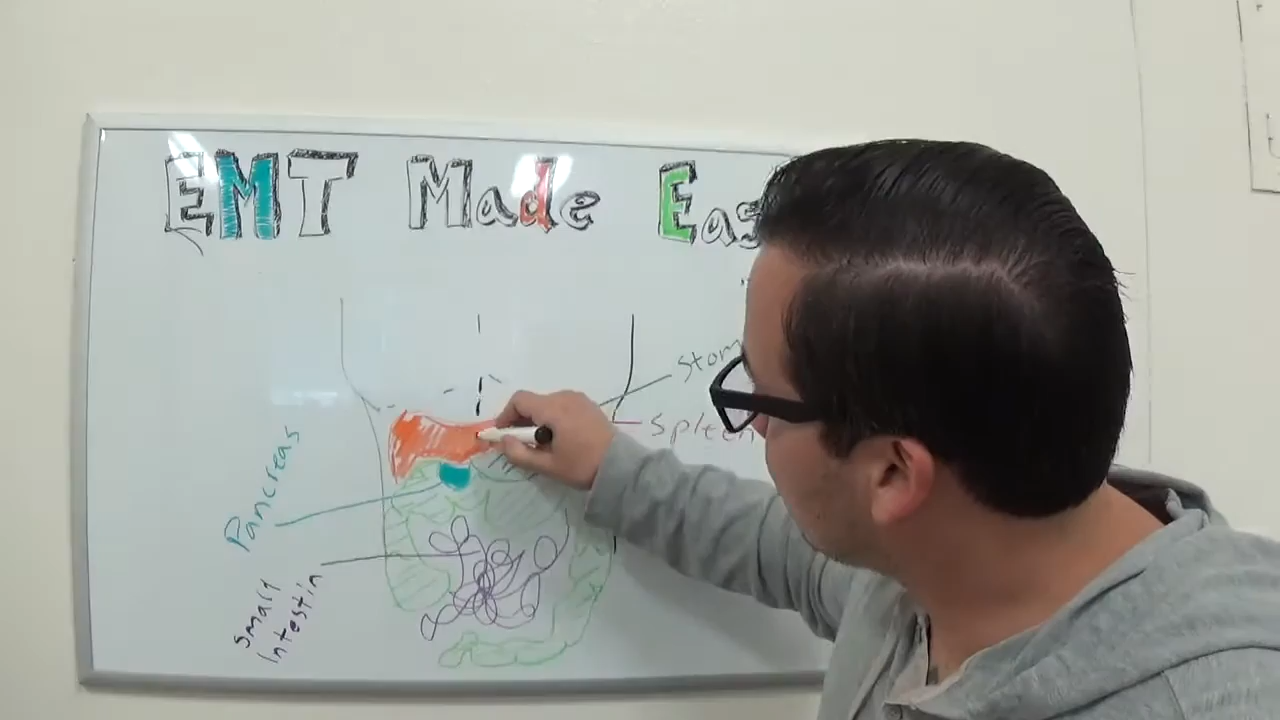 EMT Made Eas
Stom
Spleen
Pancreas
Small
Intestin